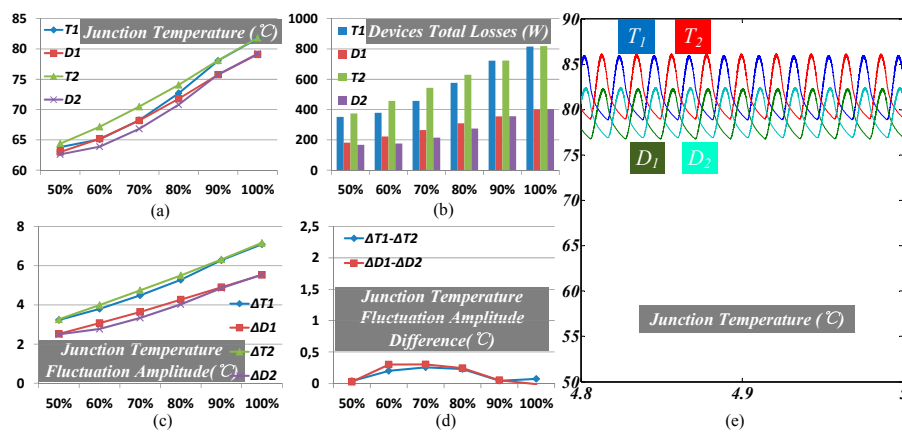 85
80
75
70
65
60
T1
D1
T2
D2
Junction Temperature (℃)
50% 60% 70% 80% 90% 100%
(a)
1000
800
600
400
200
0
Devices Total Losses (W)
T1
D1
T2
D2
50% 60% 70% 80% 90% 100%
(b)
8
6
4
2
0
ΔT1
ΔD1
ΔT2
ΔD2
Junction Temperature
Fluctuation Amplitude(℃)
50% 60% 70% 80% 90% 100%
(c)
2,5
2
1,5
1
0,5
0
ΔT1-ΔT2
ΔD1-ΔD2
Junction Temperature
Fluctuation Amplitude
Difference(℃)
50% 60% 70% 80% 90% 100%
(d)
90
85
80
75
70
65
60
55
50
T1 T2
D1 D2
Junction Temperature (℃)
4.8 4.9
(e)